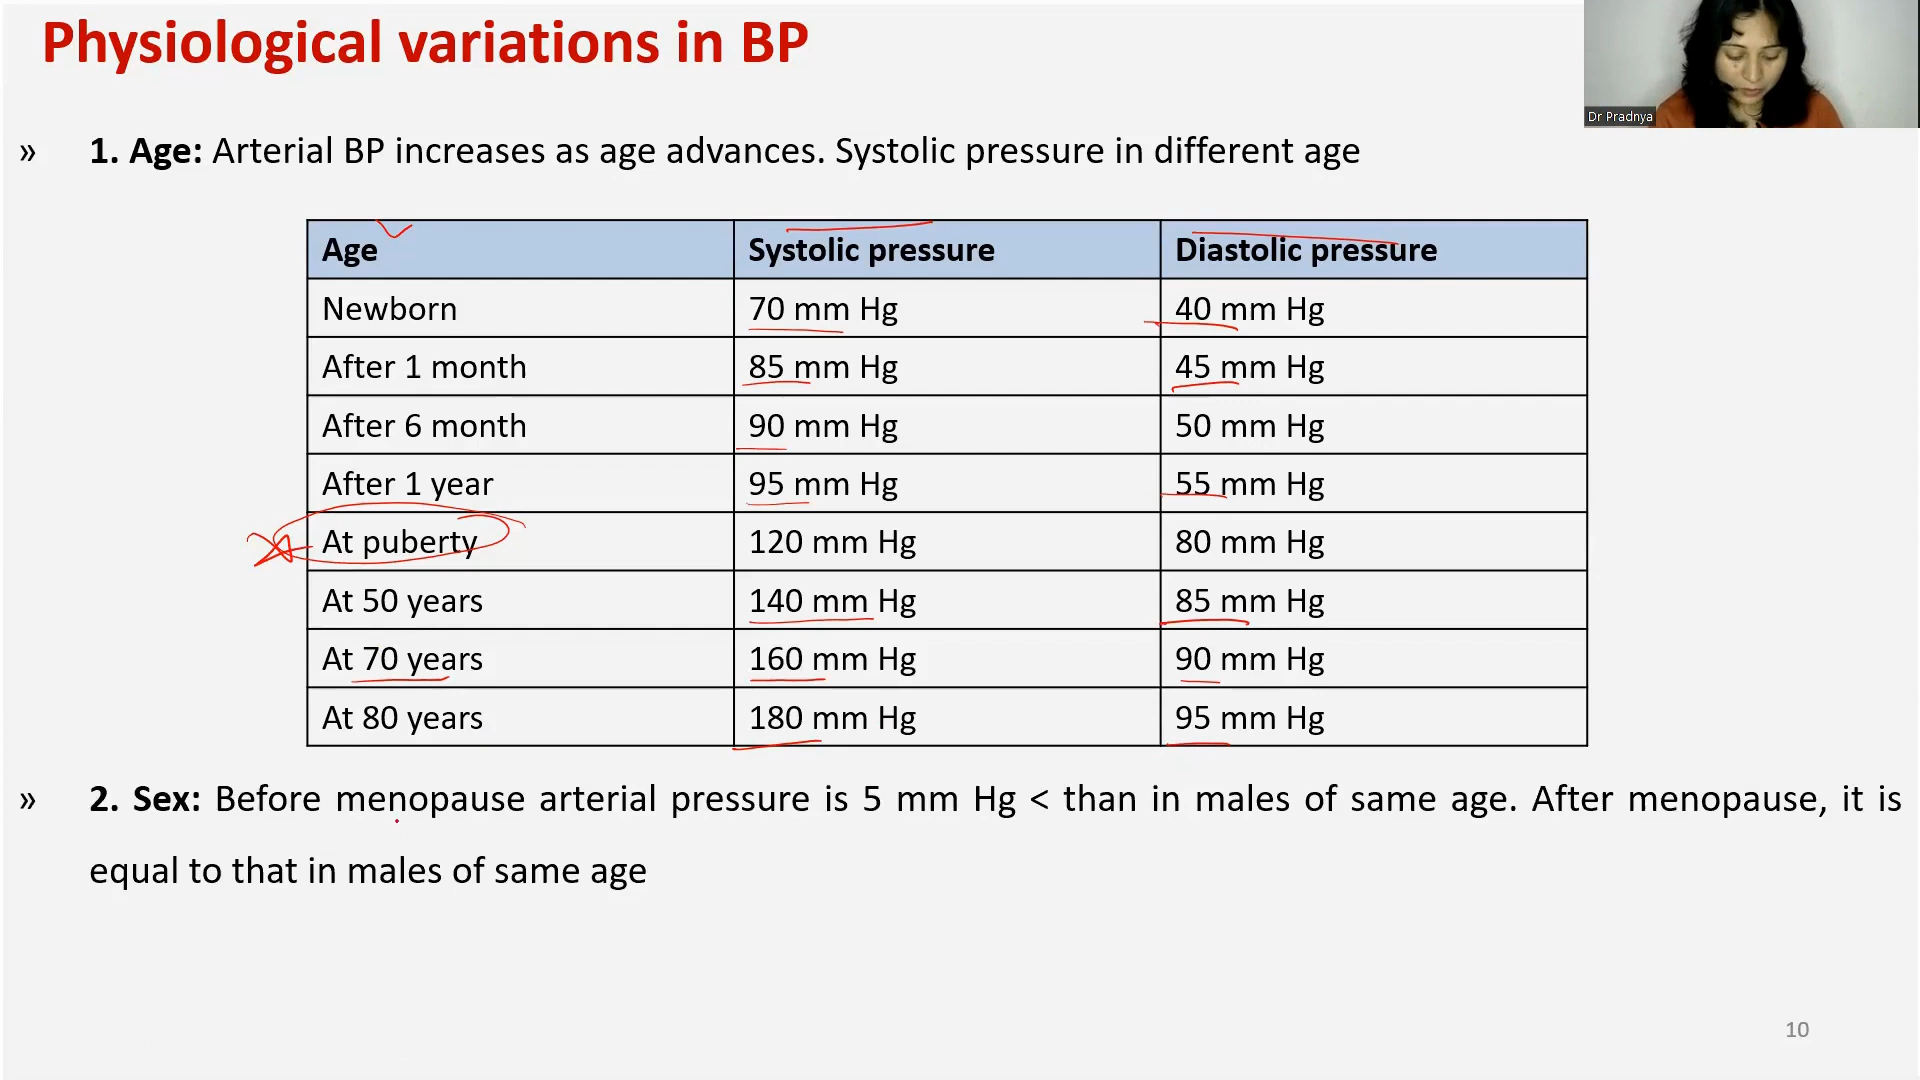 Physiological variations in BP
Dr Pradnya
» 1. Age: Arterial BP increases as age advances. Systolic pressure in different age
Age Systolic pressure Diastolic pressure
Newborn 70 mm Hg 40 mm Hg
After 1 month 85 mm Hg 45 mm Hg
After 6 month 90 mm Hg 50 mm Hg
After 1 year 95 mm Hg 55 mm Hg
At puberty 120 mm Hg 80 mm Hg
At 50 years 140 mm Hg 85 mm Hg
At 70 years 160 mm Hg 90 mm Hg
At 80 years 180 mm Hg 95 mm Hg
» 2. Sex: Before menopause arterial pressure is 5 mm Hg < than in males of same age. After menopause, it is
equal to that in males of same age
10